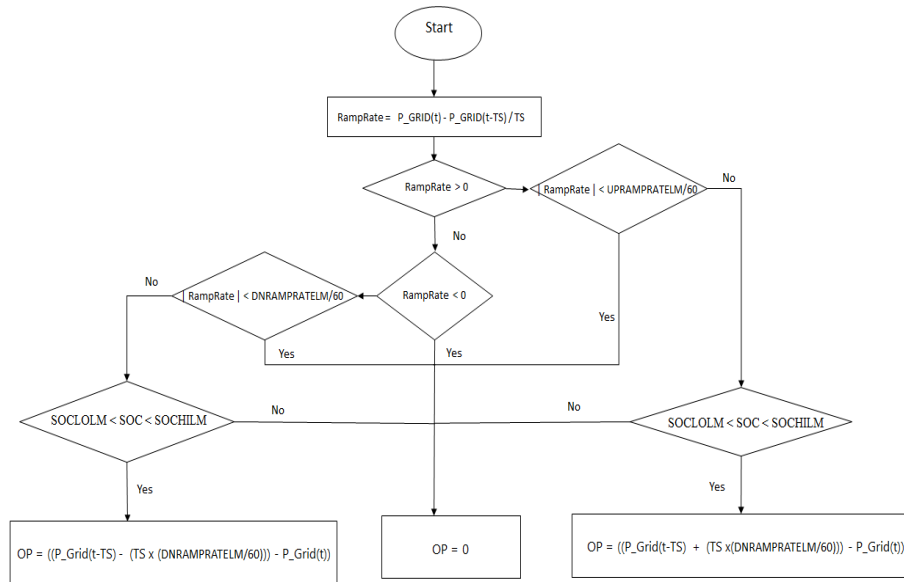 Start
RampRate = P_GRID(t) - P_GRID(t-TS) / TS
RampRate > 0
| RampRate | < UPRAMPRATELM/60
No
No
| RampRate | < DNRAMPRATELM/60
RampRate < 0
No
Yes
Yes
Yes
SOCLOLM < SOC < SOCHILM
No
No
SOCLOLM < SOC < SOCHILM
Yes
Yes
OP = ((P_Grid(t-TS) - (TS x (DNRAMPRATELM/60))) - P_Grid(t))
OP = 0
OP = ((P_Grid(t-TS) + (TS x(DNRAMPRATELM/60))) - P_Grid(t))